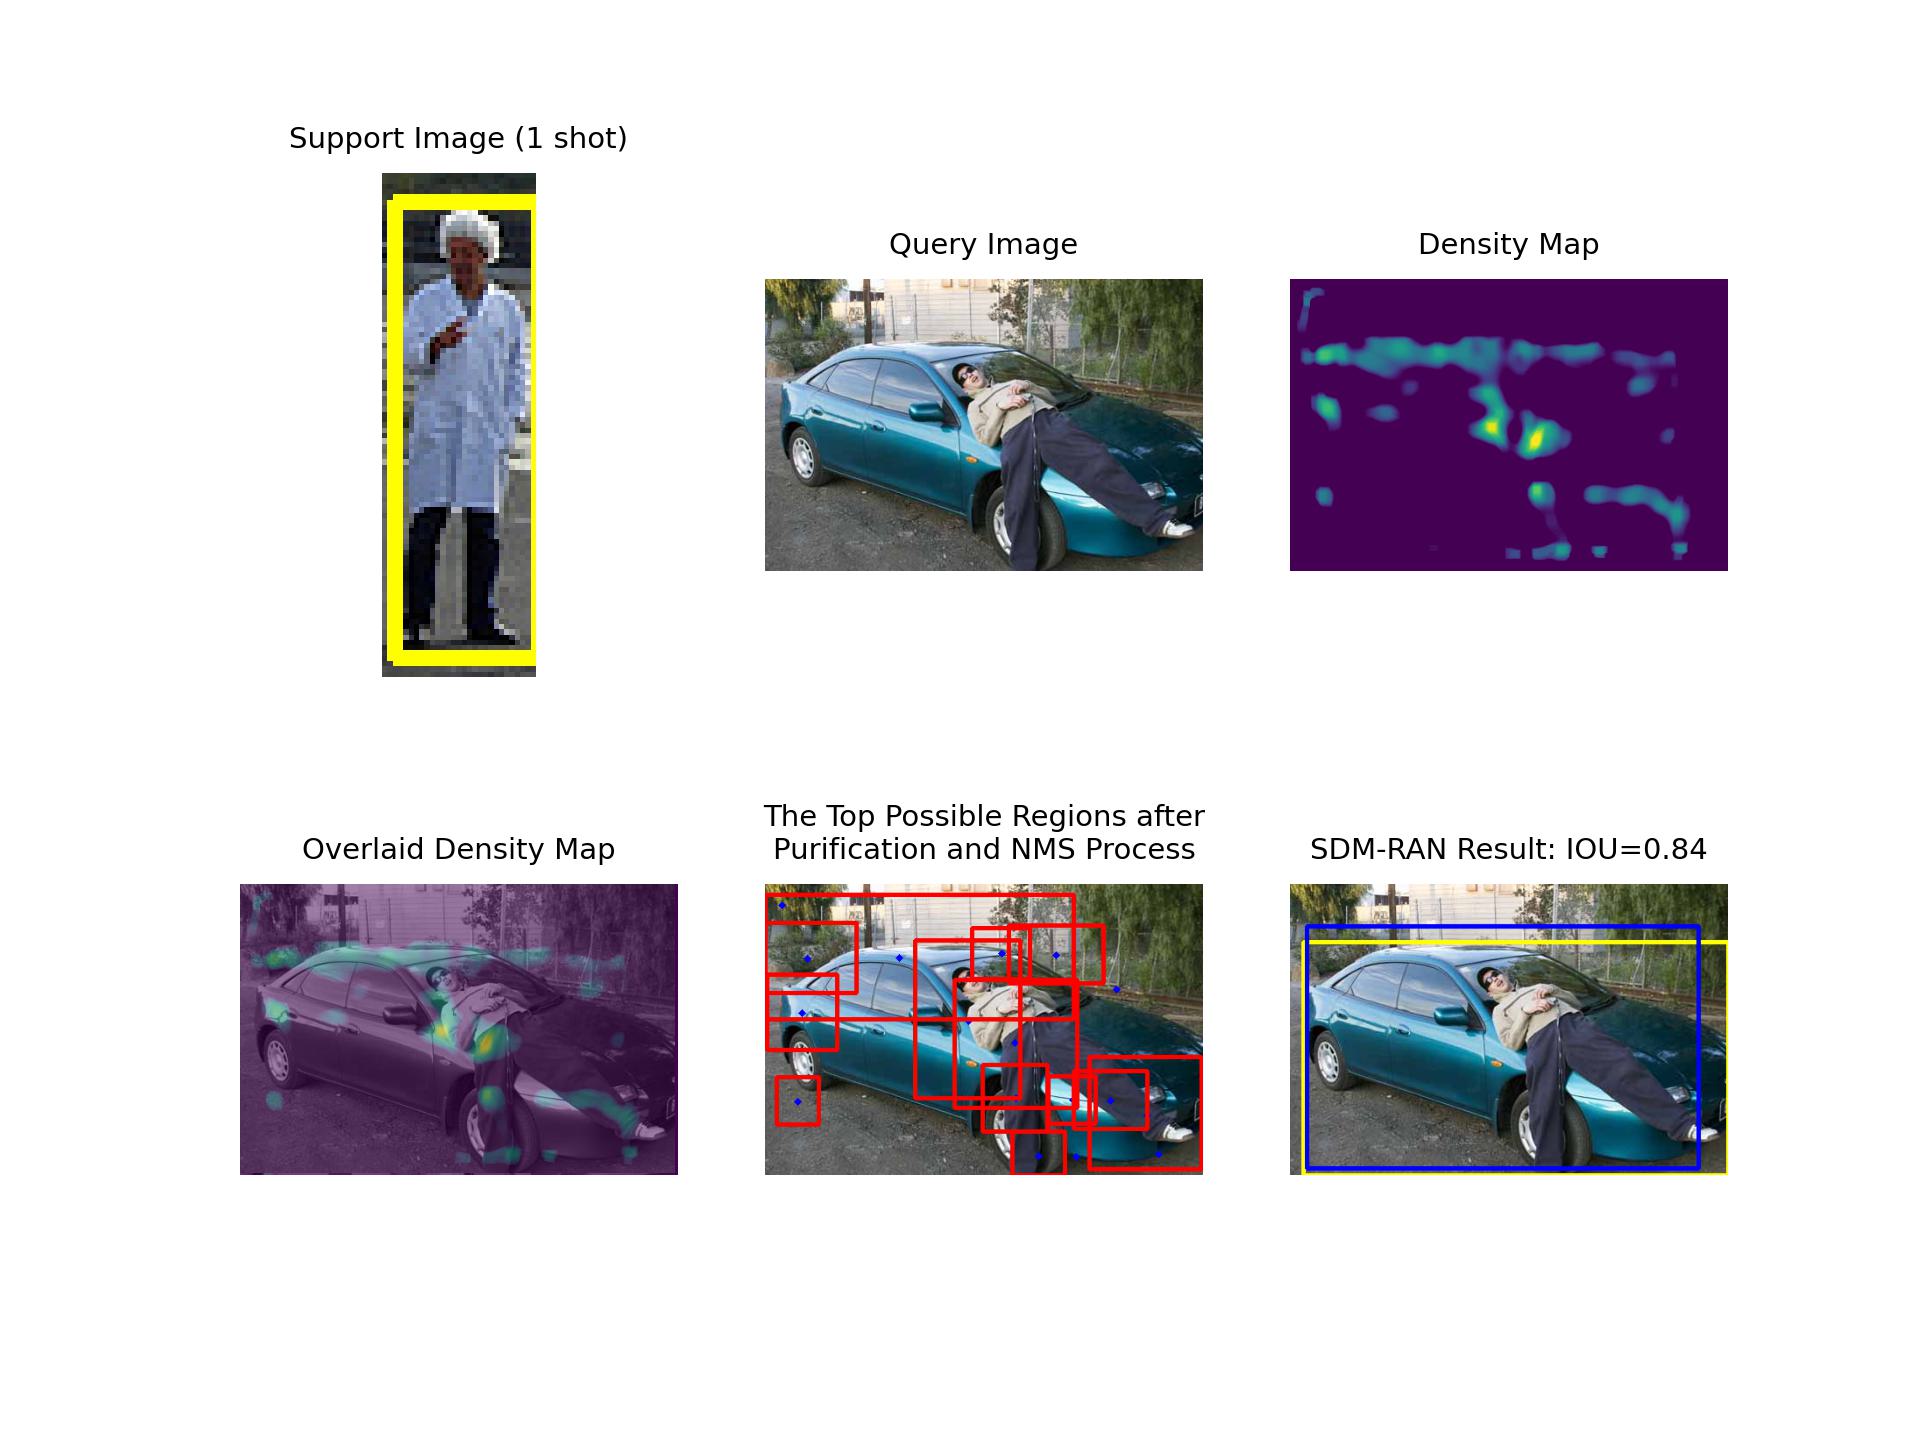 Support Image (1 shot)
Query Image
Density Map
Overlaid Density Map
The Top Possible Regions after
Purification and NMS Process
SDM-RAN Result: IOU=0.84